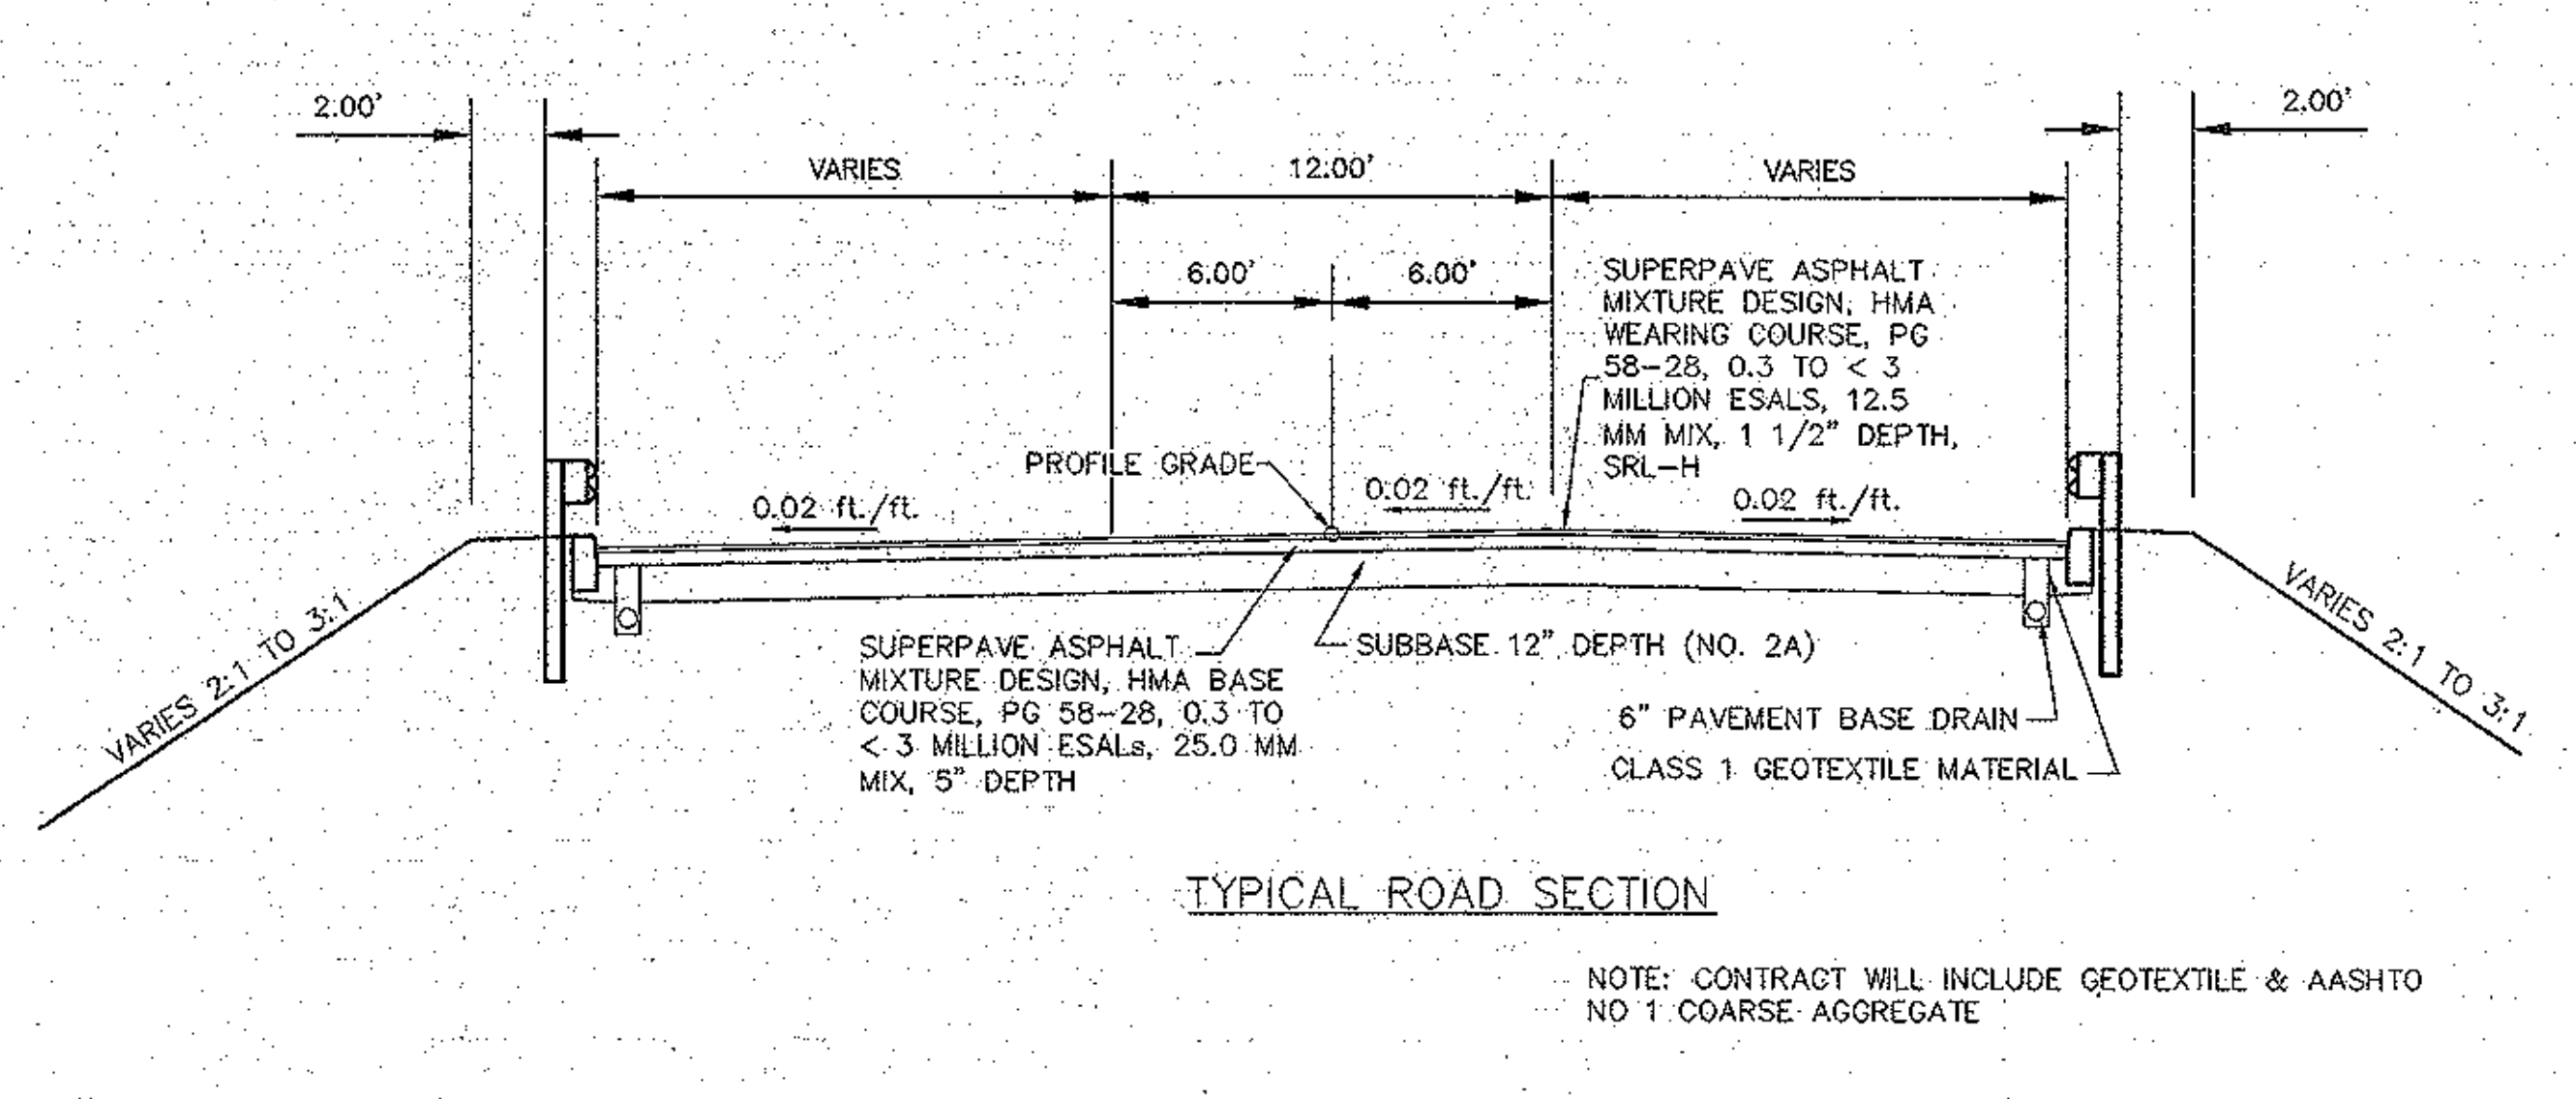 2.00'
2.00'
VARIES
12.00'
VARIES
6.00'
6.00'
SUPERPAVE ASPHALT
MIXTURE DESIGN, HMA
WEARING COURSE, PG
58-28, 0.3 TO < 3
MILLION ESALS, 12.5
MM MIX, 1 1/2" DEPTH,
SRL-H
PROFILE GRADE
0.02 ft./ft.
0.02 ft./ft.
0.02 ft./ft.
VARIES 2:1 TO 3:1
VARIES 2:1 TO 3:1
SUPERPAVE ASPHALT
MIXTURE DESIGN, HMA BASE
COURSE, PG 58-28, 0.3 TO
< 3 MILLION ESALs, 25.0 MM
MIX, 5" DEPTH
SUBBASE 12" DEPTH (NO. 2A)
6" PAVEMENT BASE DRAIN
CLASS 1 GEOTEXTILE MATERIAL
TYPICAL ROAD SECTION
NOTE: CONTRACT WILL INCLUDE GEOTEXTILE & AASHTO
NO 1 COARSE AGGREGATE